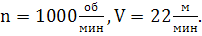 n = 1000 об/мин, V = 22 м/мин.